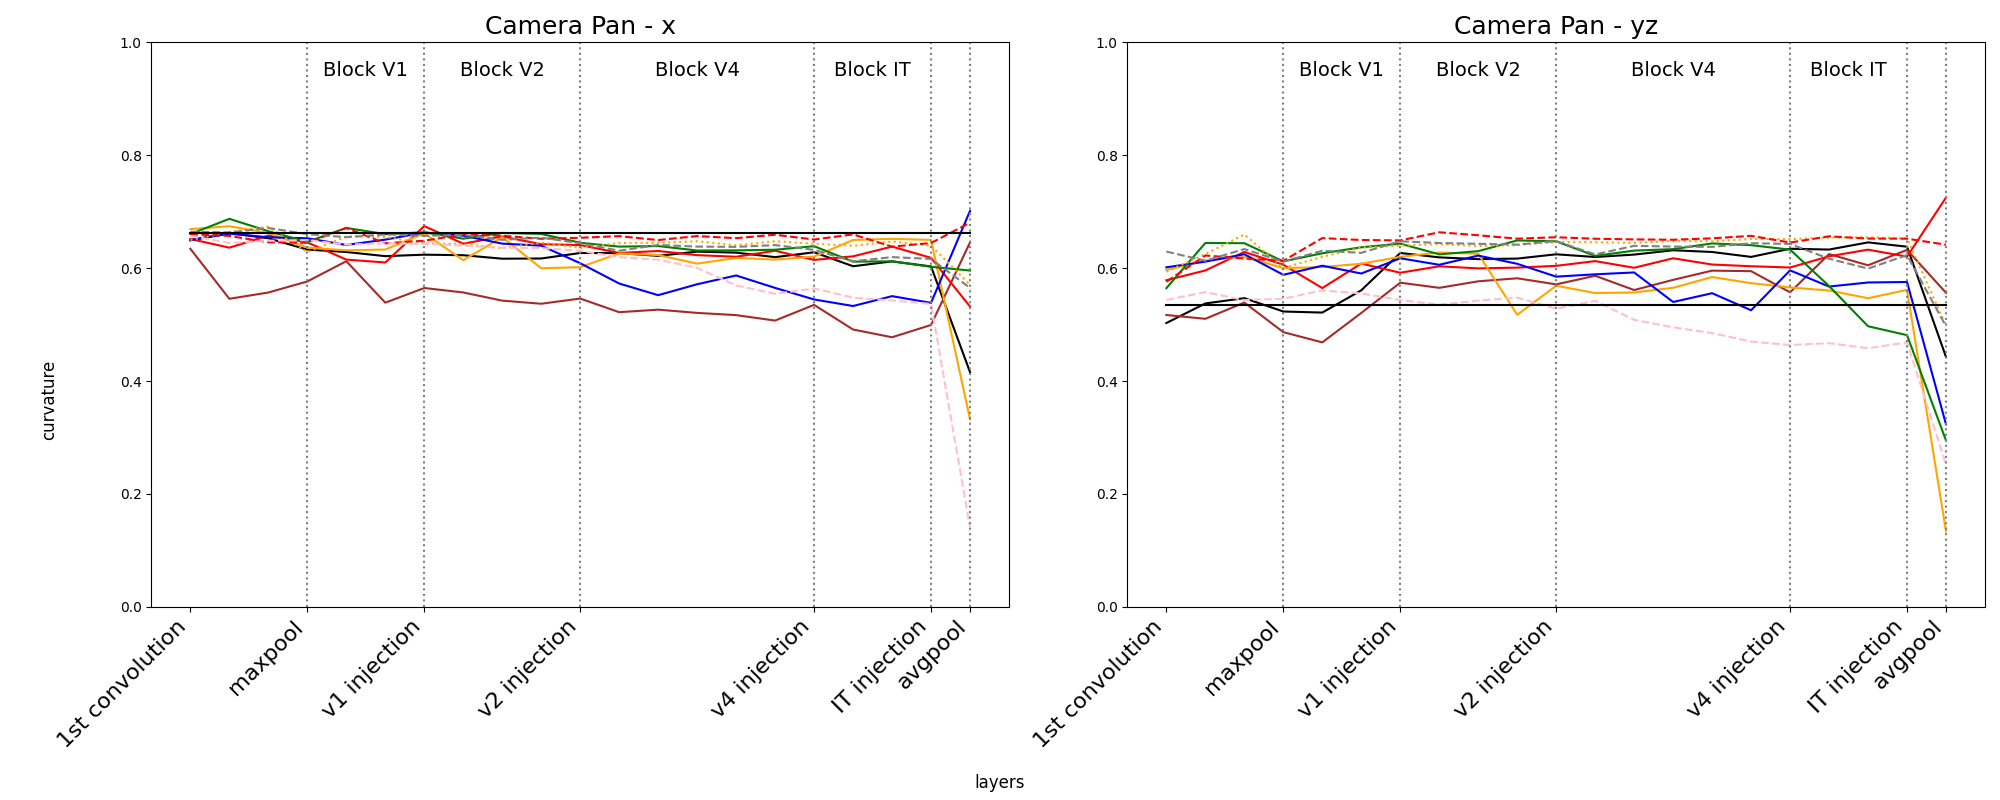 Camera Pan - x
1.0
0.8
0.6
0.4
0.2
0.0
curvature
Block V1
Block V2
Block V4
Block IT
1st convolution
maxpool
v1 injection
v2 injection
v4 injection
IT injection
avgpool
Camera Pan - yz
1.0
0.8
0.6
0.4
0.2
0.0
Block V1
Block V2
Block V4
Block IT
1st convolution
maxpool
v1 injection
v2 injection
v4 injection
IT injection
avgpool
layers